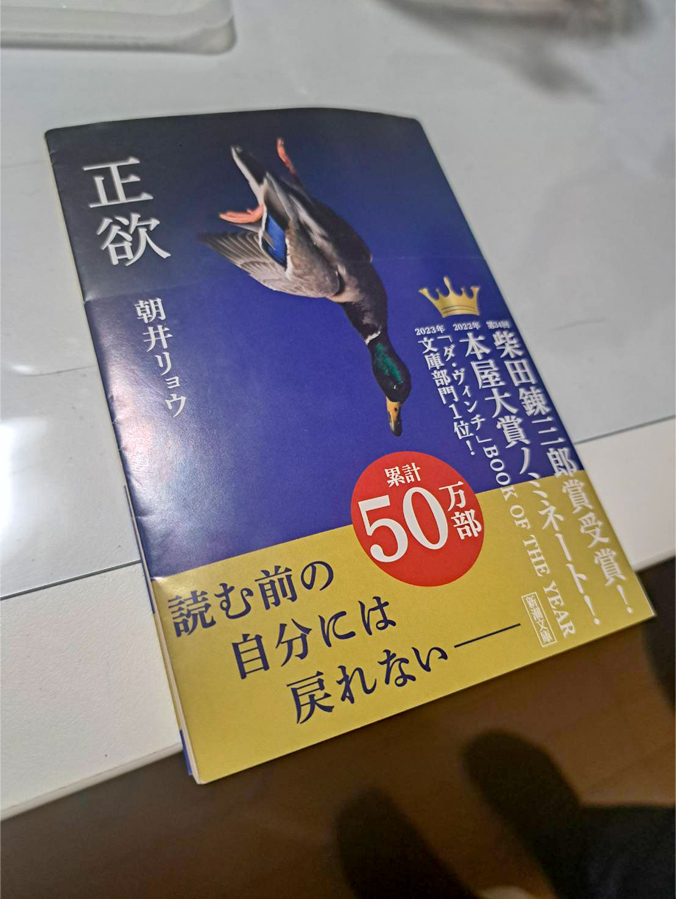 正欲
朝井リョウ
第34回
柴田錬三郎賞受賞!
2022年
本屋大賞ノミネート!
2023年
「ダ・ヴィンチ」BOOK OF THE YEAR
文庫部門1位!
累計
50万部
読む前の
自分には
戻れない——
新潮文庫